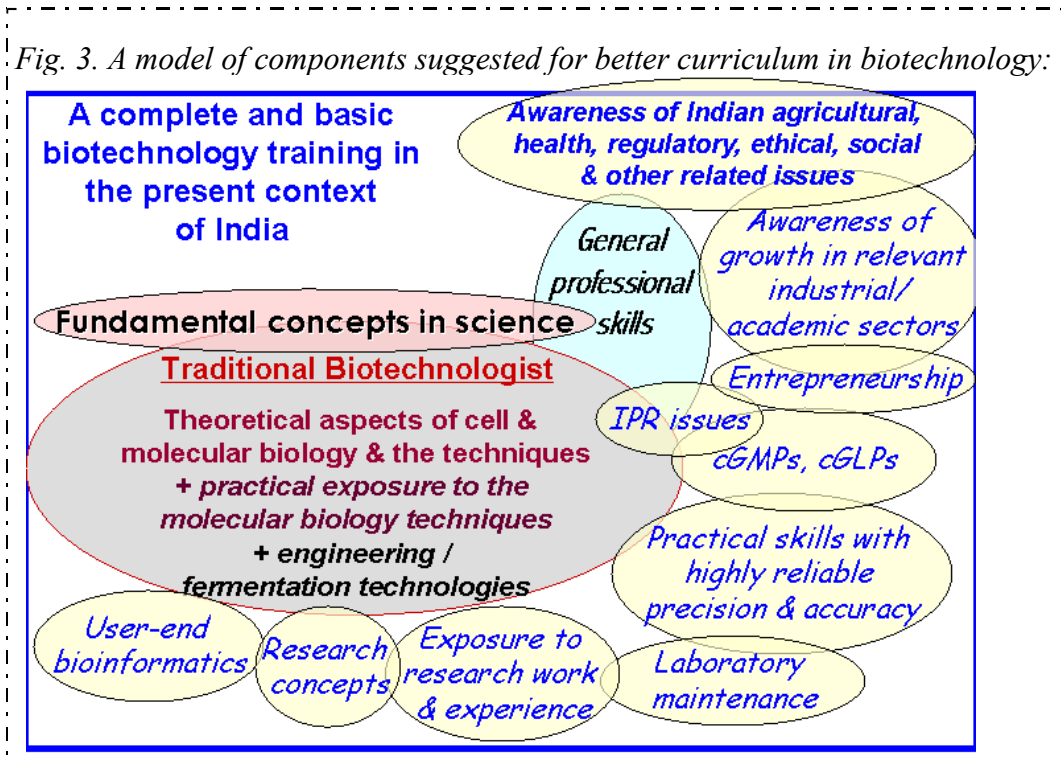 Fig. 3. A model of components suggested for better curriculum in biotechnology:
A complete and basic
biotechnology training in
the present context
of India
Awareness of Indian agricultural,
health, regulatory, ethical, social
& other related issues
General
professional
skills
Awareness of
growth in relevant
industrial/
academic sectors
Fundamental concepts in science
Traditional Biotechnologist
Theoretical aspects of cell &
molecular biology & the techniques
+ practical exposure to the
molecular biology techniques
+ engineering /
fermentation technologies
Entrepreneurship
IPR issues
cGMPs, cGLPs
Practical skills with
highly reliable
precision & accuracy
User-end
bioinformatics
Research
concepts
Exposure to
research work
& experience
Laboratory
maintenance